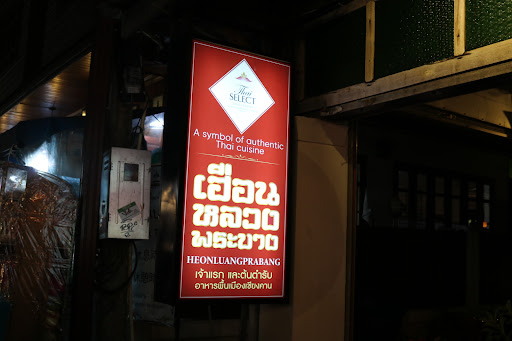 Thai
SELECT
A symbol of authentic
Thai cuisine
เฮือน
หลวง
พระบาง
HEONLUANGPRABANG
เจ้าแรก และต้นตำรับ
อาหารพื้นเมืองเชียงคาน